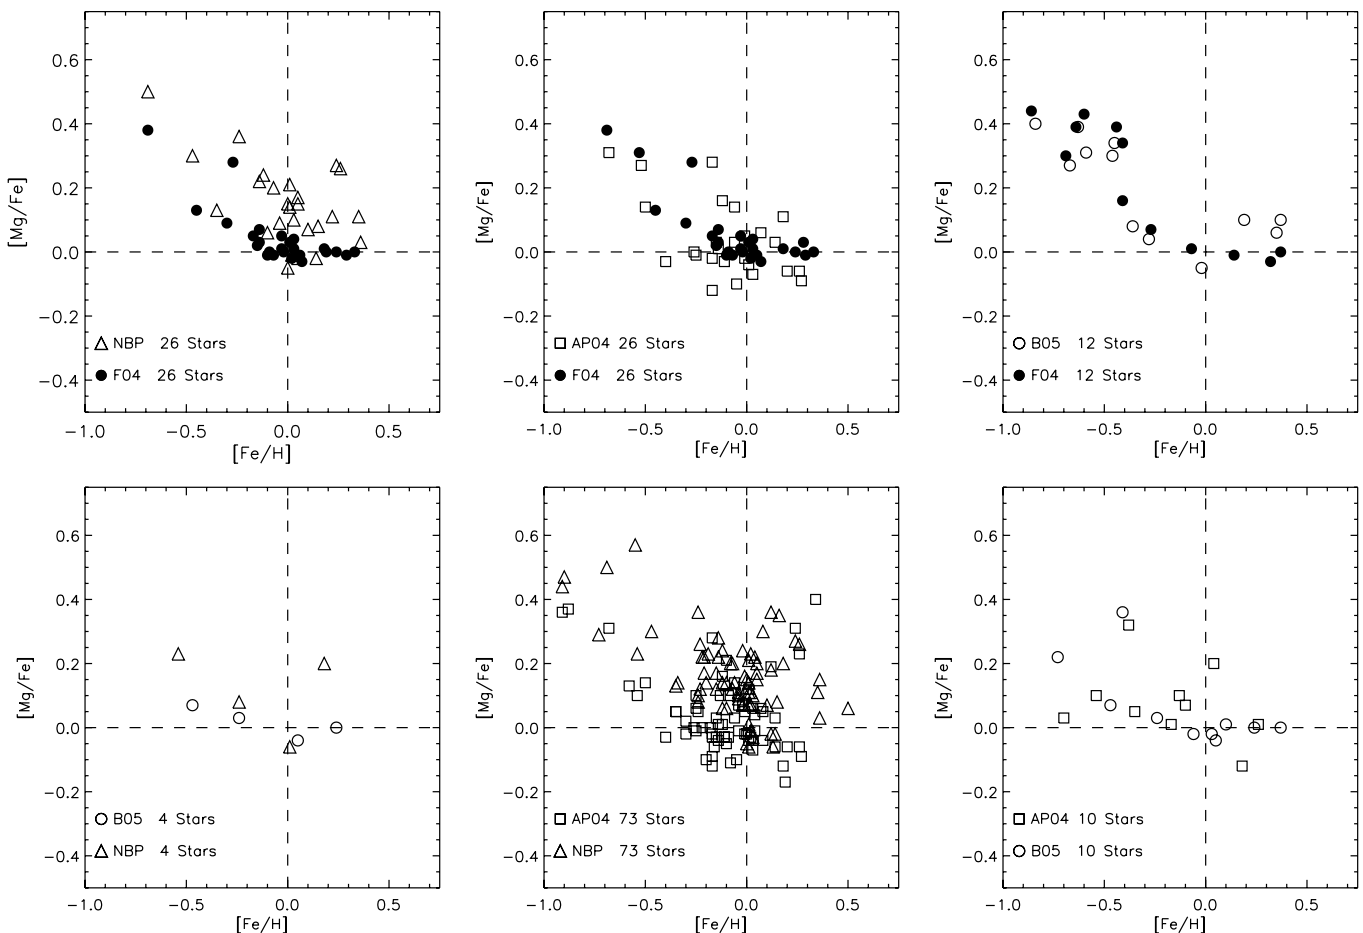 0.6
0.4
0.2
0.0
−0.2
−0.4
[Mg/Fe]
NBP 26 Stars
F04 26 Stars
−1.0 −0.5 0.0 0.5
[Fe/H]
0.6
0.4
0.2
0.0
−0.2
−0.4
[Mg/Fe]
AP04 26 Stars
F04 26 Stars
−1.0 −0.5 0.0 0.5
[Fe/H]
0.6
0.4
0.2
0.0
−0.2
−0.4
[Mg/Fe]
B05 12 Stars
F04 12 Stars
−1.0 −0.5 0.0 0.5
[Fe/H]
0.6
0.4
0.2
0.0
−0.2
−0.4
[Mg/Fe]
B05 4 Stars
NBP 4 Stars
−1.0 −0.5 0.0 0.5
[Fe/H]
0.6
0.4
0.2
0.0
−0.2
−0.4
[Mg/Fe]
AP04 73 Stars
NBP 73 Stars
−1.0 −0.5 0.0 0.5
[Fe/H]
0.6
0.4
0.2
0.0
−0.2
−0.4
[Mg/Fe]
AP04 10 Stars
B05 10 Stars
−1.0 −0.5 0.0 0.5
[Fe/H]